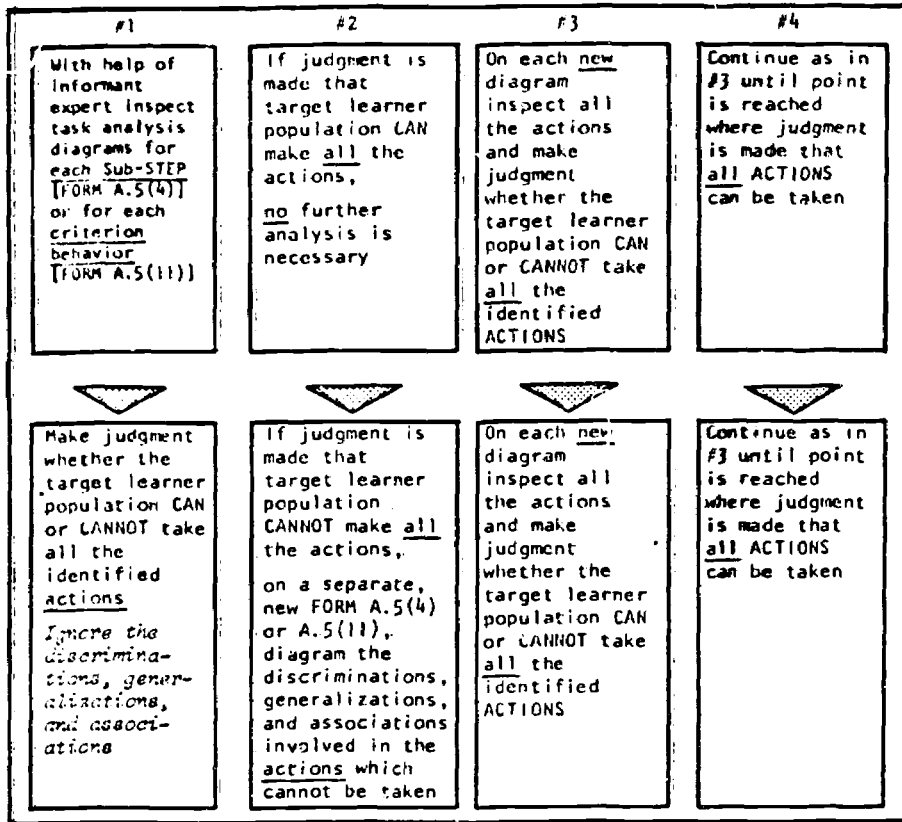 #1
With help of
informant
expert inspect
task analysis
diagrams for
each Sub-STEP
[FORM A.5(4)]
or for each
criterion
behavior
[FORM A.5(11)]
#2
If judgment is
made that
target learner
population CAN
make all the
actions,
no further
analysis is
necessary
#3
On each new
diagram
inspect all
the actions
and make
judgment
whether the
target learner
population CAN
or CANNOT take
all the
identified
ACTIONS
#4
Continue as in
#3 until point
is reached
where judgment
is made that
all ACTIONS
can be taken
Make judgment
whether the
target learner
population CAN
or CANNOT take
all the
identified
actions
Ignore the
discrimina-
tions, gener-
alizations,
and associ-
ations
If judgment is
made that
target learner
population
CANNOT make all
the actions,
on a separate,
new FORM A.5(4)
or A.5(11),
diagram the
discriminations,
generalizations,
and associations
involved in the
actions which
cannot be taken
On each new
diagram
inspect all
the actions
and make
judgment
whether the
target learner
population CAN
or CANNOT take
all the
identified
ACTIONS
Continue as in
#3 until point
is reached
where judgment
is made that
all ACTIONS
can be taken